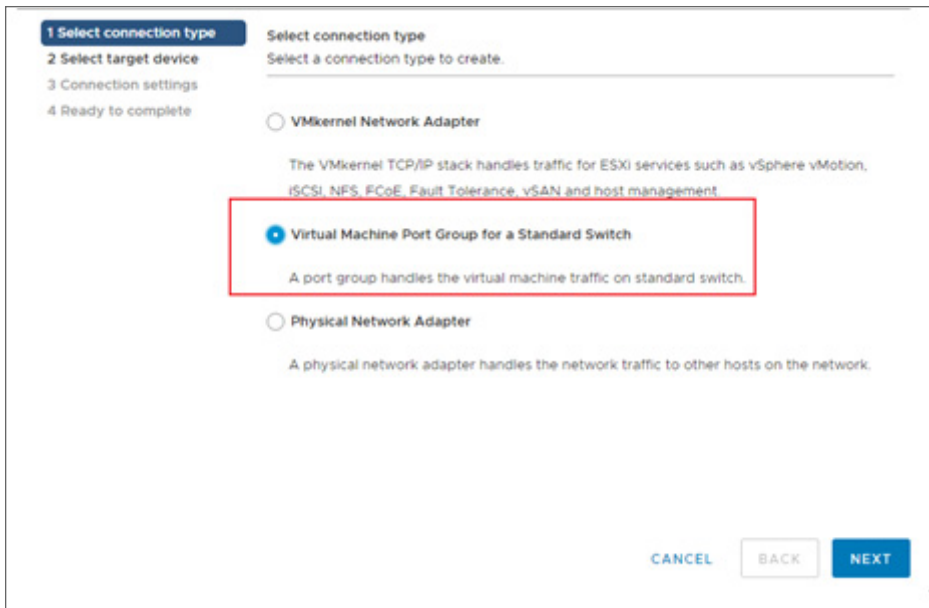 1 Select connection type
2 Select target device
3 Connection settings
4 Ready to complete
Select connection type
Select a connection type to create.
VMkernel Network Adapter
The VMkernel TCP/IP stack handles traffic for ESXi services such as vSphere vMotion,
iSCSI, NFS, FCoE, Fault Tolerance, vSAN and host management.
Virtual Machine Port Group for a Standard Switch
A port group handles the virtual machine traffic on standard switch.
Physical Network Adapter
A physical network adapter handles the network traffic to other hosts on the network.
CANCEL BACK NEXT